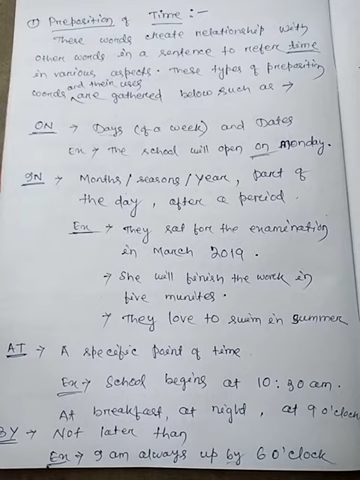 ① Preposition of Time :-
These words create relationship with
other words in a sentence to refer time
in various aspects. These types of preposition
words and their uses are gathered below such as →
ON → Days (of a week) and Dates
Ex → The school will open on Monday.
IN → Months / seasons / Year, part of
the day, after a period.
Ex → They sat for the examination
in March 2019.
→ She will finish the work in
five munites.
→ They love to swim in summer
AT → A specific point of time.
Ex → School begins at 10:30 am.
At breakfast, at night, at 9 o'clock
BY → Not later than
Ex → I am always up by 6 o'clock